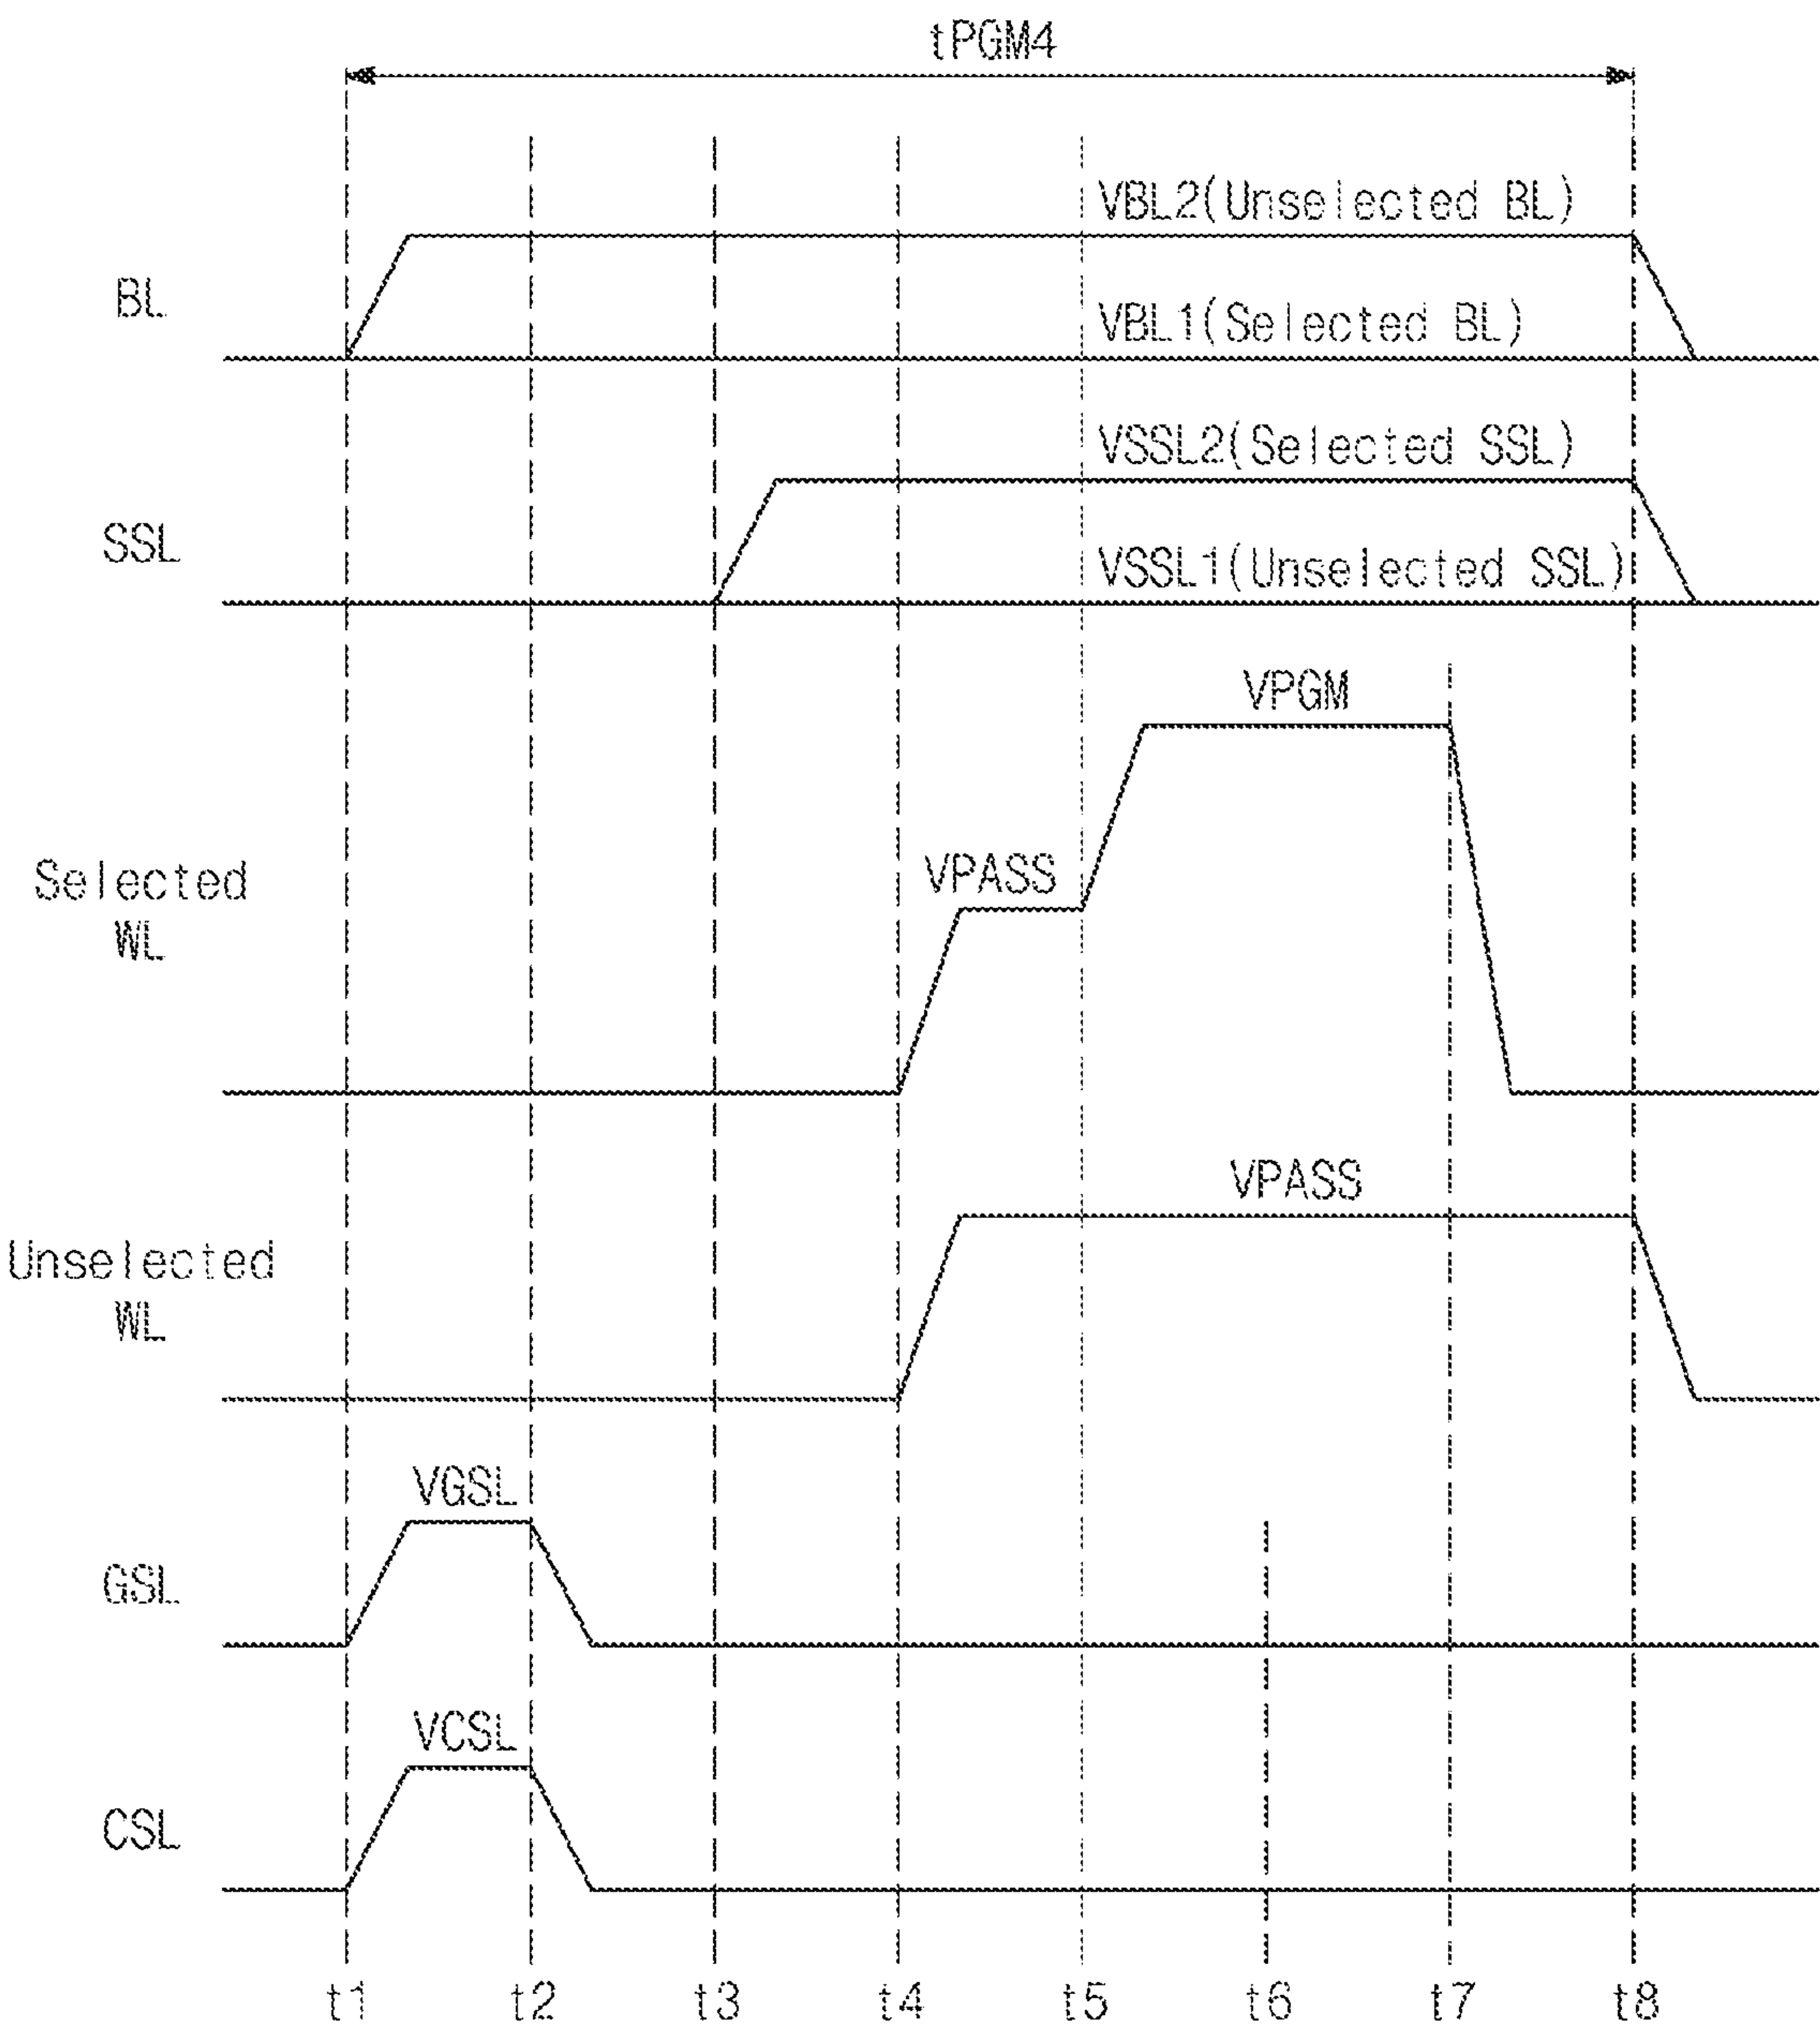 tPGM4
VBL2(Unselected BL)
BL
VBL1(Selected BL)
VSSL2(Selected SSL)
SSL
VSSL1(Unselected SSL)
VPGM
VPASS
Selected
WL
VPASS
Unselected
WL
VGSL
GSL
VCSL
CSL
t1 t2 t3 t4 t5 t6 t7 t8